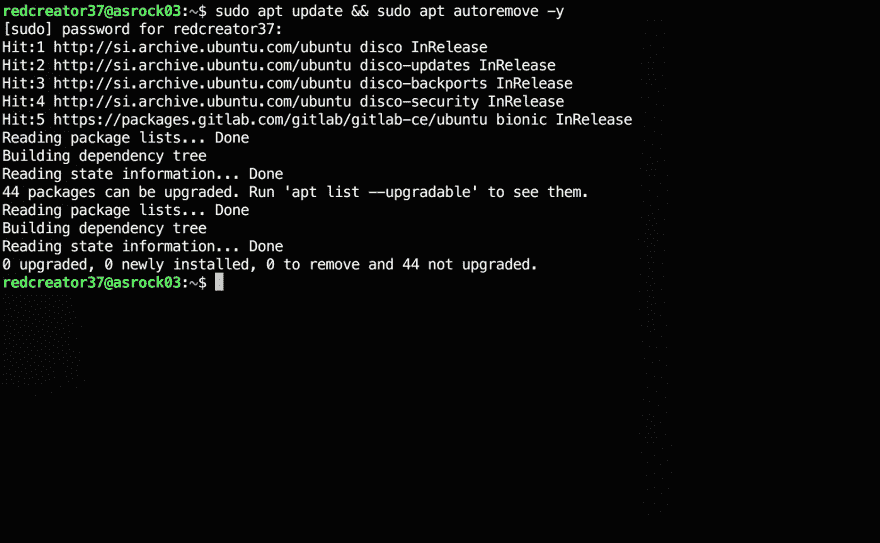 redcreator37@asrock03:~$ sudo apt update && sudo apt autoremove -y
[sudo] password for redcreator37:
Hit:1 http://si.archive.ubuntu.com/ubuntu disco InRelease
Hit:2 http://si.archive.ubuntu.com/ubuntu disco-updates InRelease
Hit:3 http://si.archive.ubuntu.com/ubuntu disco-backports InRelease
Hit:4 http://si.archive.ubuntu.com/ubuntu disco-security InRelease
Hit:5 https://packages.gitlab.com/gitlab/gitlab-ce/ubuntu bionic InRelease
Reading package lists... Done
Building dependency tree
Reading state information... Done
44 packages can be upgraded. Run 'apt list --upgradable' to see them.
Reading package lists... Done
Building dependency tree
Reading state information... Done
0 upgraded, 0 newly installed, 0 to remove and 44 not upgraded.
redcreator37@asrock03:~$